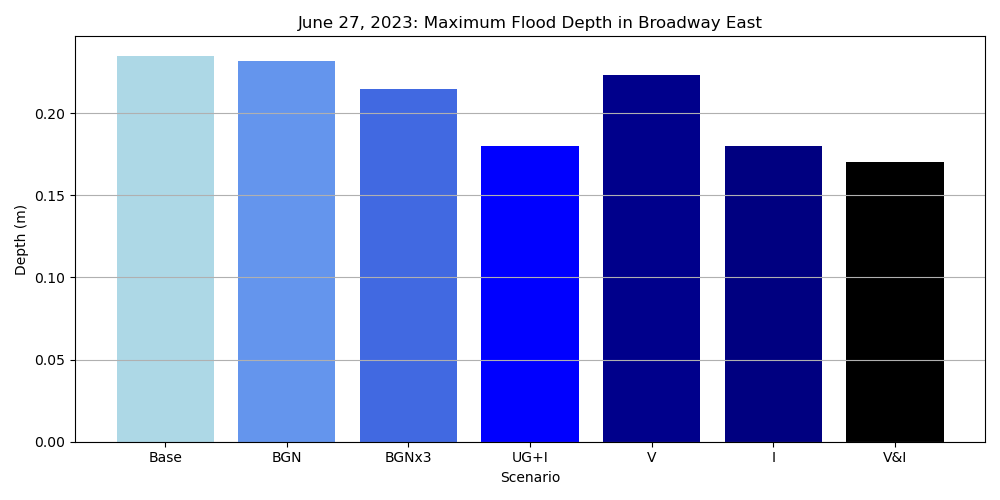 June 27, 2023: Maximum Flood Depth in Broadway East
Depth (m)
0.20
0.15
0.10
0.05
0.00
Base BGN BGNx3 UG+I V I V&I
Scenario